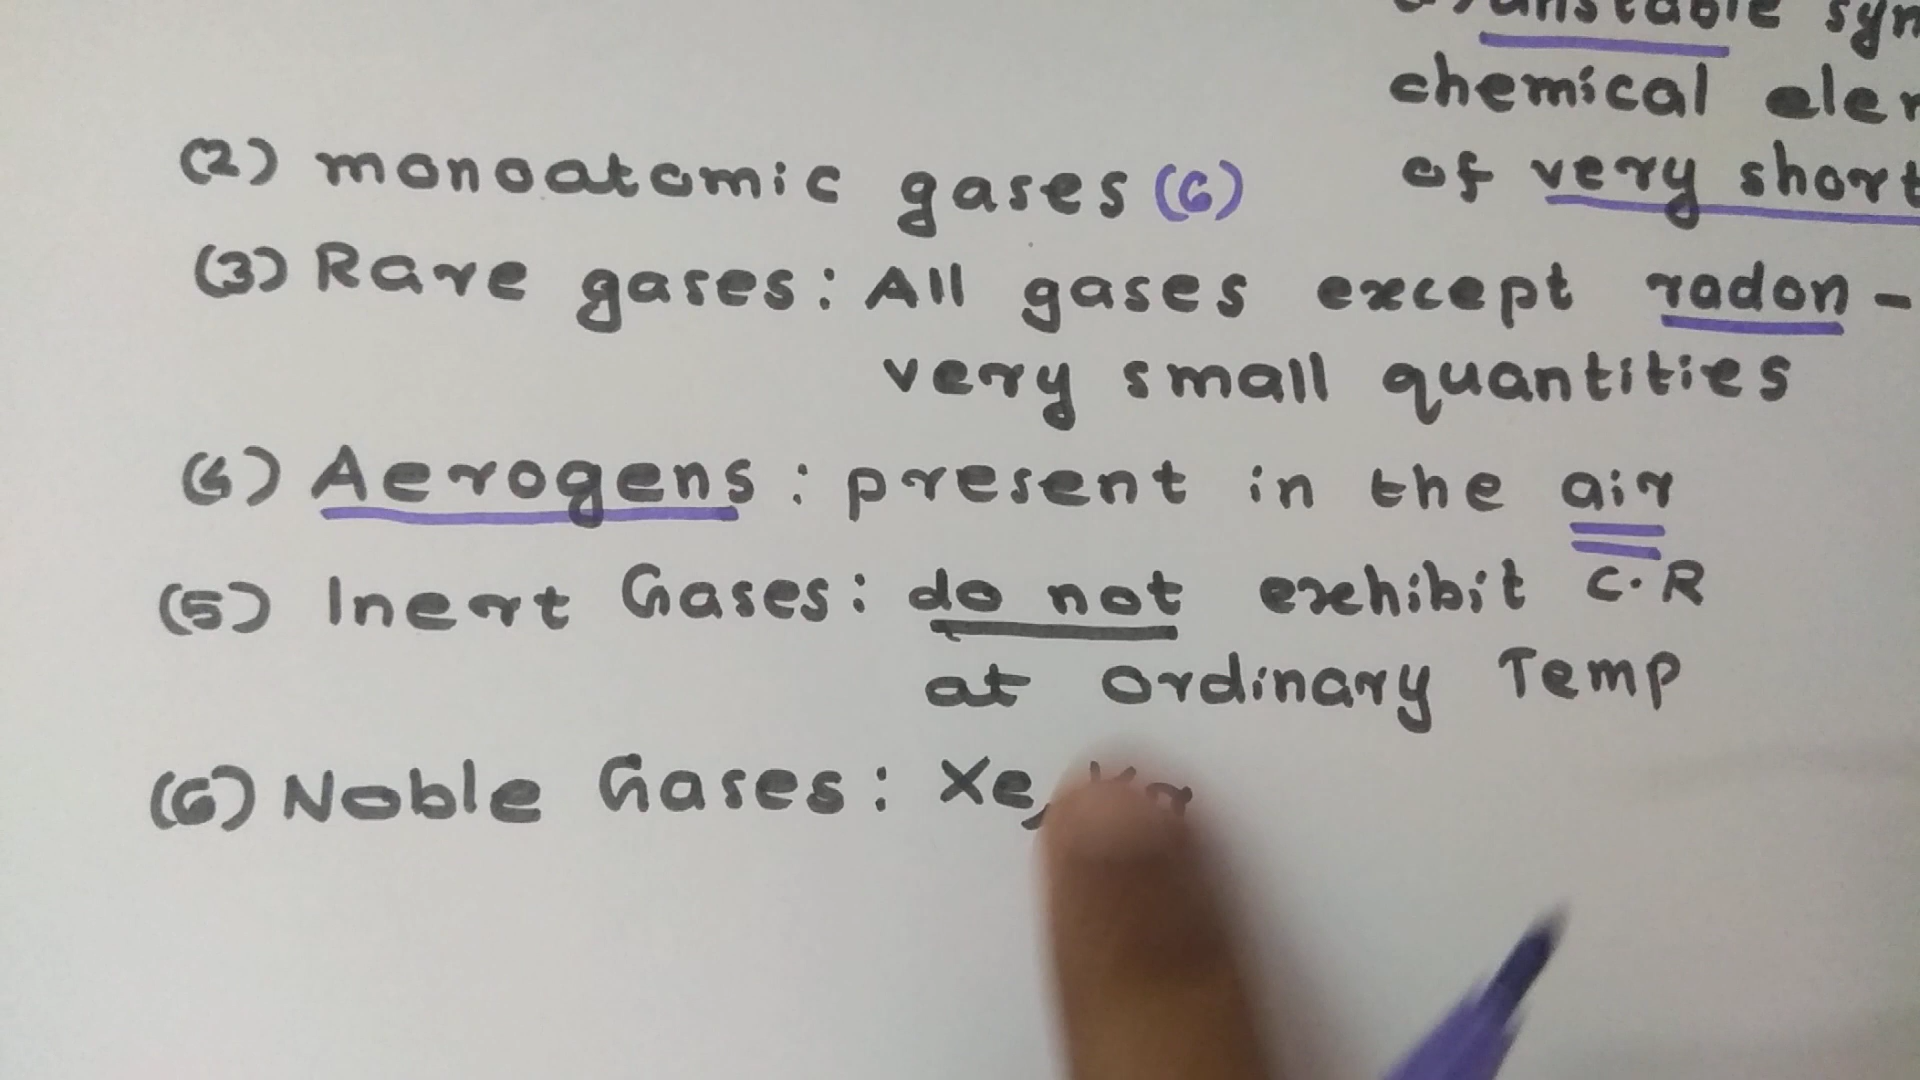 unstable
chemical
of very short
(2) monoatomic gases (6)
(3) Rare gases: All gases except radon -
very small quantities
(4) Aerogens: present in the air
(5) Inert Gases: do not exhibit C.R
at ordinary Temp
(6) Noble Gases: Xe,